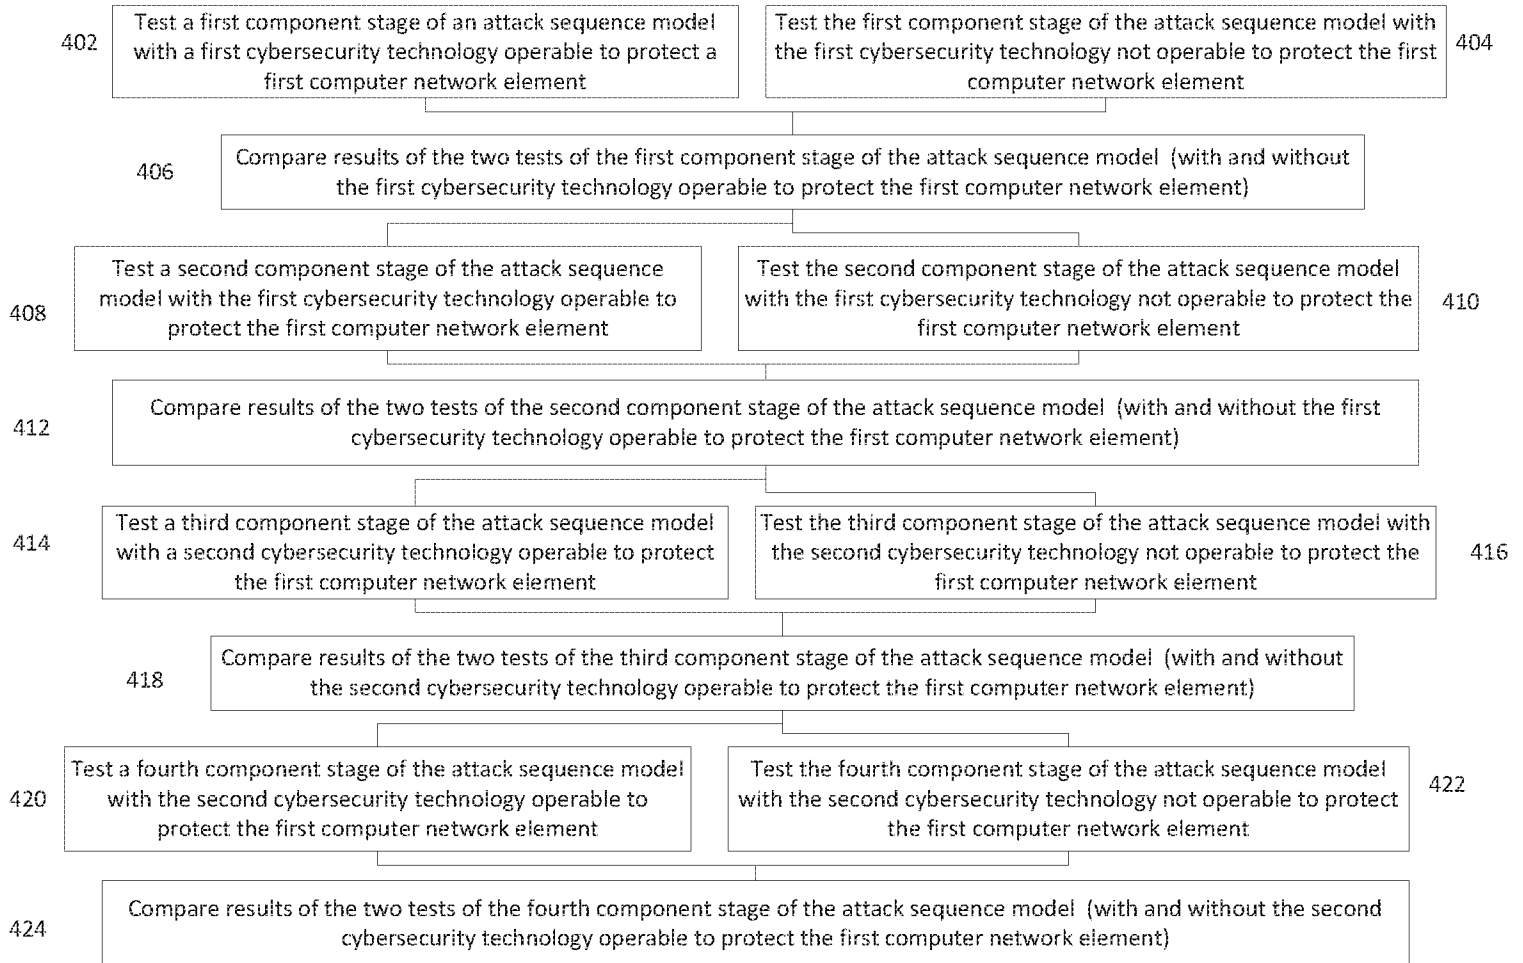 402
Test a first component stage of an attack sequence model
with a first cybersecurity technology operable to protect a
first computer network element
Test the first component stage of the attack sequence model with
the first cybersecurity technology not operable to protect the first
computer network element
404
406
Compare results of the two tests of the first component stage of the attack sequence model (with and without
the first cybersecurity technology operable to protect the first computer network element)
408
Test a second component stage of the attack sequence
model with the first cybersecurity technology operable to
protect the first computer network element
Test the second component stage of the attack sequence model
with the first cybersecurity technology not operable to protect the
first computer network element
410
412
Compare results of the two tests of the second component stage of the attack sequence model (with and without the first
cybersecurity technology operable to protect the first computer network element)
414
Test a third component stage of the attack sequence model
with a second cybersecurity technology operable to protect
the first computer network element
Test the third component stage of the attack sequence model with
the second cybersecurity technology not operable to protect the
first computer network element
416
418
Compare results of the two tests of the third component stage of the attack sequence model (with and without
the second cybersecurity technology operable to protect the first computer network element)
420
Test a fourth component stage of the attack sequence model
with the second cybersecurity technology operable to
protect the first computer network element
Test the fourth component stage of the attack sequence model
with the second cybersecurity technology not operable to protect
the first computer network element
422
424
Compare results of the two tests of the fourth component stage of the attack sequence model (with and without the second
cybersecurity technology operable to protect the first computer network element)